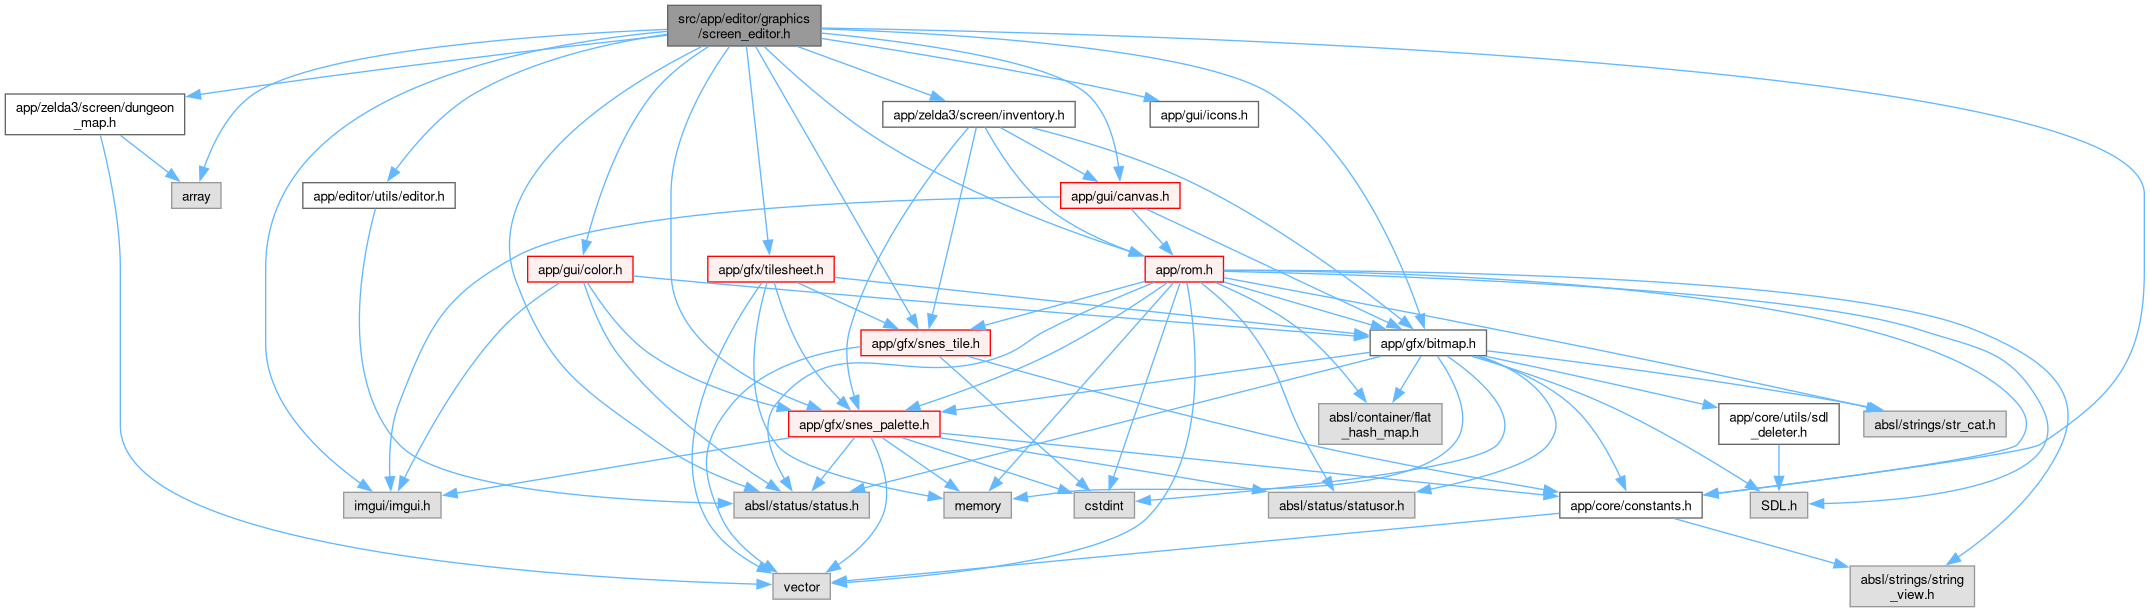 src/app/editor/graphics
/screen_editor.h
app/zelda3/screen/dungeon
_map.h
app/zelda3/screen/inventory.h
app/gui/icons.h
array
app/editor/utils/editor.h
app/gui/canvas.h
app/gui/color.h
app/gfx/tilesheet.h
app/rom.h
app/gfx/snes_tile.h
app/gfx/bitmap.h
app/gfx/snes_palette.h
absl/container/flat
_hash_map.h
app/core/utils/sdl
_deleter.h
absl/strings/str_cat.h
imgui/imgui.h
absl/status/status.h
memory
cstdint
absl/status/statusor.h
app/core/constants.h
SDL.h
vector
absl/strings/string
_view.h